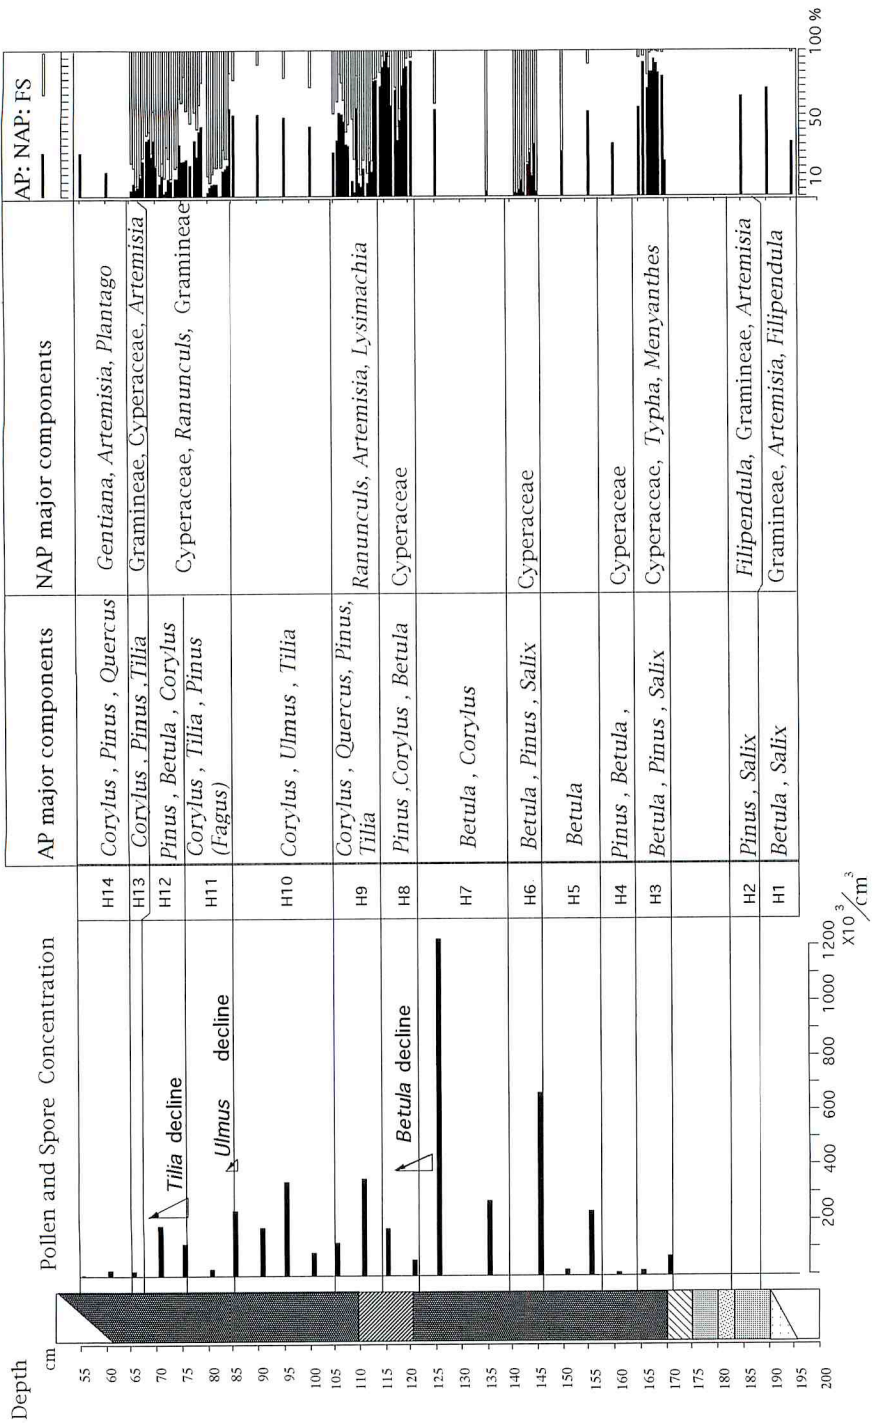 Depth
cm
55
60
65
70
75
80
85
90
95
100
105
110
115
120
125
130
135
140
145
150
155
160
165
170
175
180
185
190
195
200
Pollen and Spore Concentration
Tilia decline
Ulmus decline
Betula decline
200
400
600
800
1000
1200
X10 3/cm 3
H14
H13
H12
H11
H10
H9
H8
H7
H6
H5
H4
H3
H2
H1
AP major components
Corylus , Pinus , Quercus
Corylus , Pinus ,Tilia
Pinus , Betula , Corylus
Corylus , Tilia , Pinus
(Fagus)
Corylus , Ulmus , Tilia
Corylus , Quercus, Pinus,
Tilia
Pinus ,Corylus , Betula
Betula , Corylus
Betula , Pinus , Salix
Betula
Pinus , Betula ,
Betula , Pinus , Salix
Pinus , Salix
Betula , Salix
NAP major components
Gentiana, Artemisia, Plantago
Gramineae, Cyperaceae, Artemisia
Cyperaceae, Ranunculs, Gramineae
Ranunculs, Artemisia, Lysimachia
Cyperaceae
Cyperaceae
Cyperaceae
Cyperaceae, Typha, Menyanthes
Filipendula, Gramineae, Artemisia
Gramineae, Artemisia, Filipendula
AP: NAP: FS
10
50
100 %